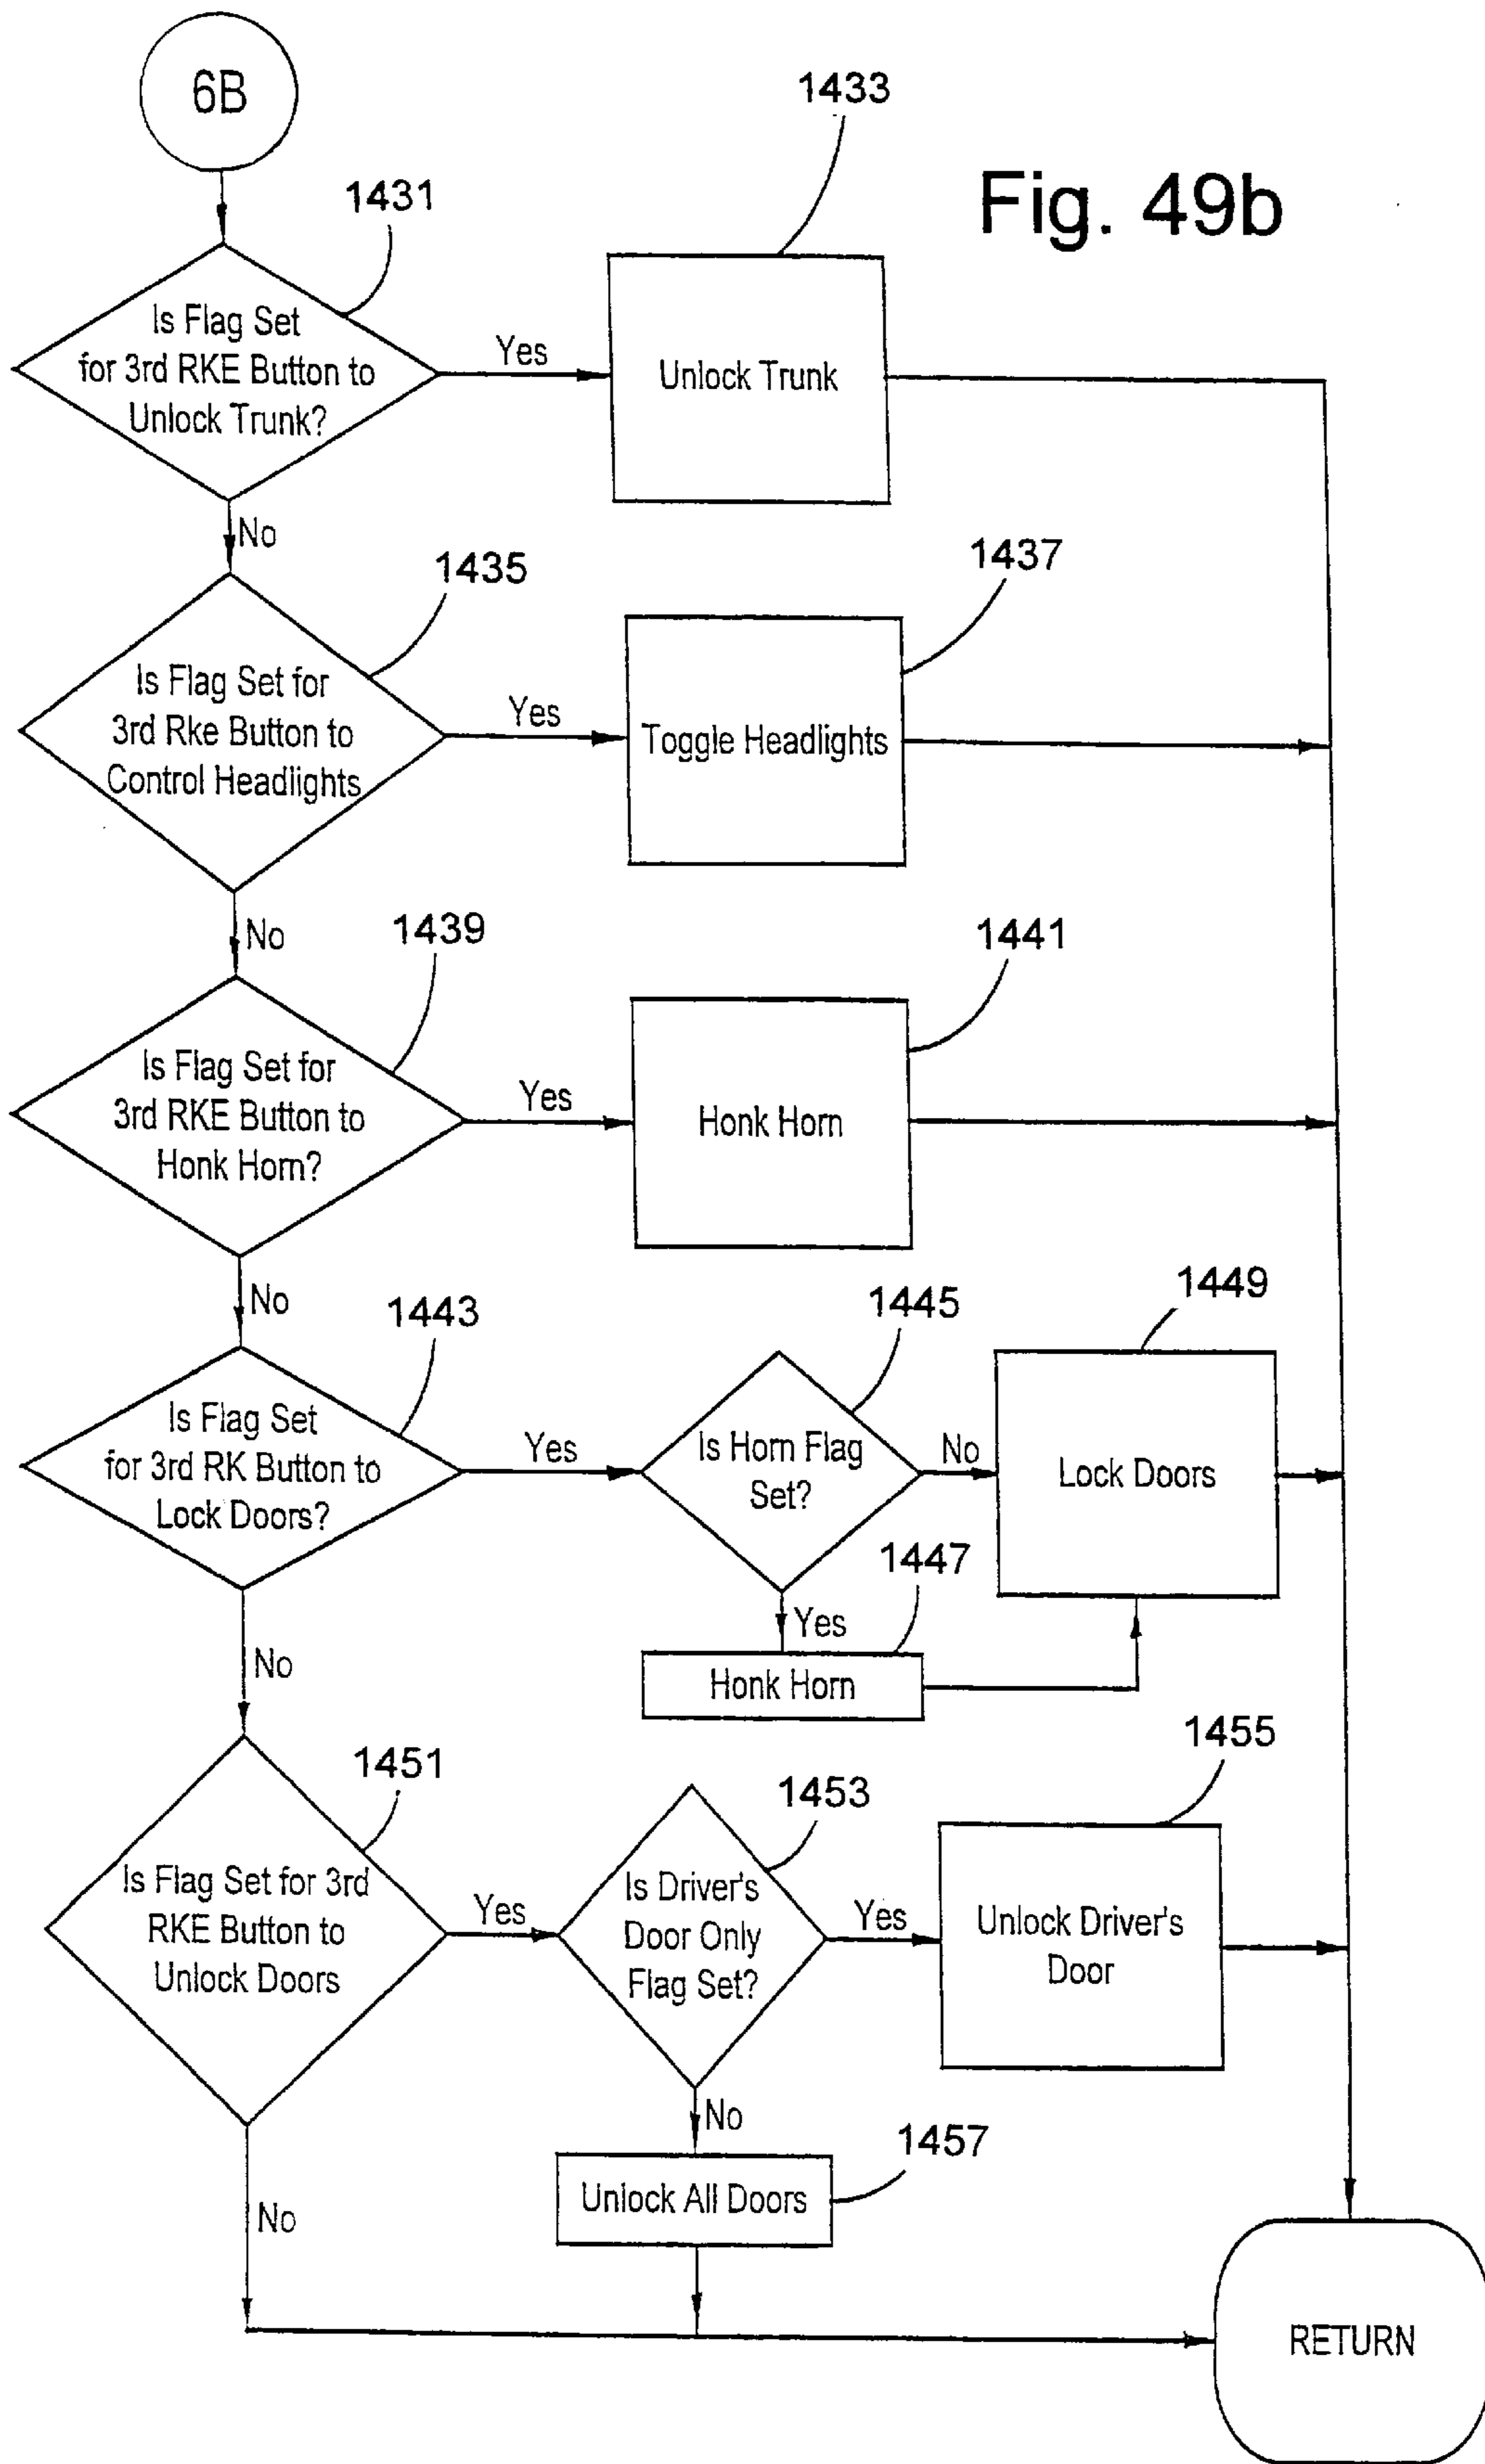 6B
1433
Fig. 49b
1431
Is Flag Set
for 3rd RKE Button to
Unlock Trunk?
Yes
Unlock Trunk
No
1435
1437
Is Flag Set for
3rd Rke Button to
Control Headlights
Yes
Toggle Headlights
No
1439
1441
Is Flag Set for
3rd RKE Button to
Honk Horn?
Yes
Honk Horn
No
1443
1445
1449
Is Flag Set
for 3rd RK Button to
Lock Doors?
Yes
Is Horn Flag
Set?
No
Lock Doors
1447
Yes
Honk Horn
No
1451
1453
1455
Is Flag Set for 3rd
RKE Button to
Unlock Doors
Yes
Is Driver's
Door Only
Flag Set?
Yes
Unlock Driver's
Door
No
1457
Unlock All Doors
No
RETURN